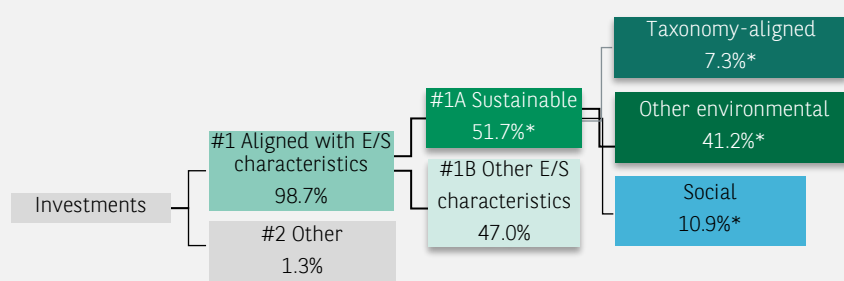 Investments
#1 Aligned with E/S
characteristics
98.7%
#2 Other
1.3%
#1A Sustainable
51.7%*
#1B Other E/S
characteristics
47.0%
Taxonomy-aligned
7.3%*
Other environmental
41.2%*
Social
10.9%*